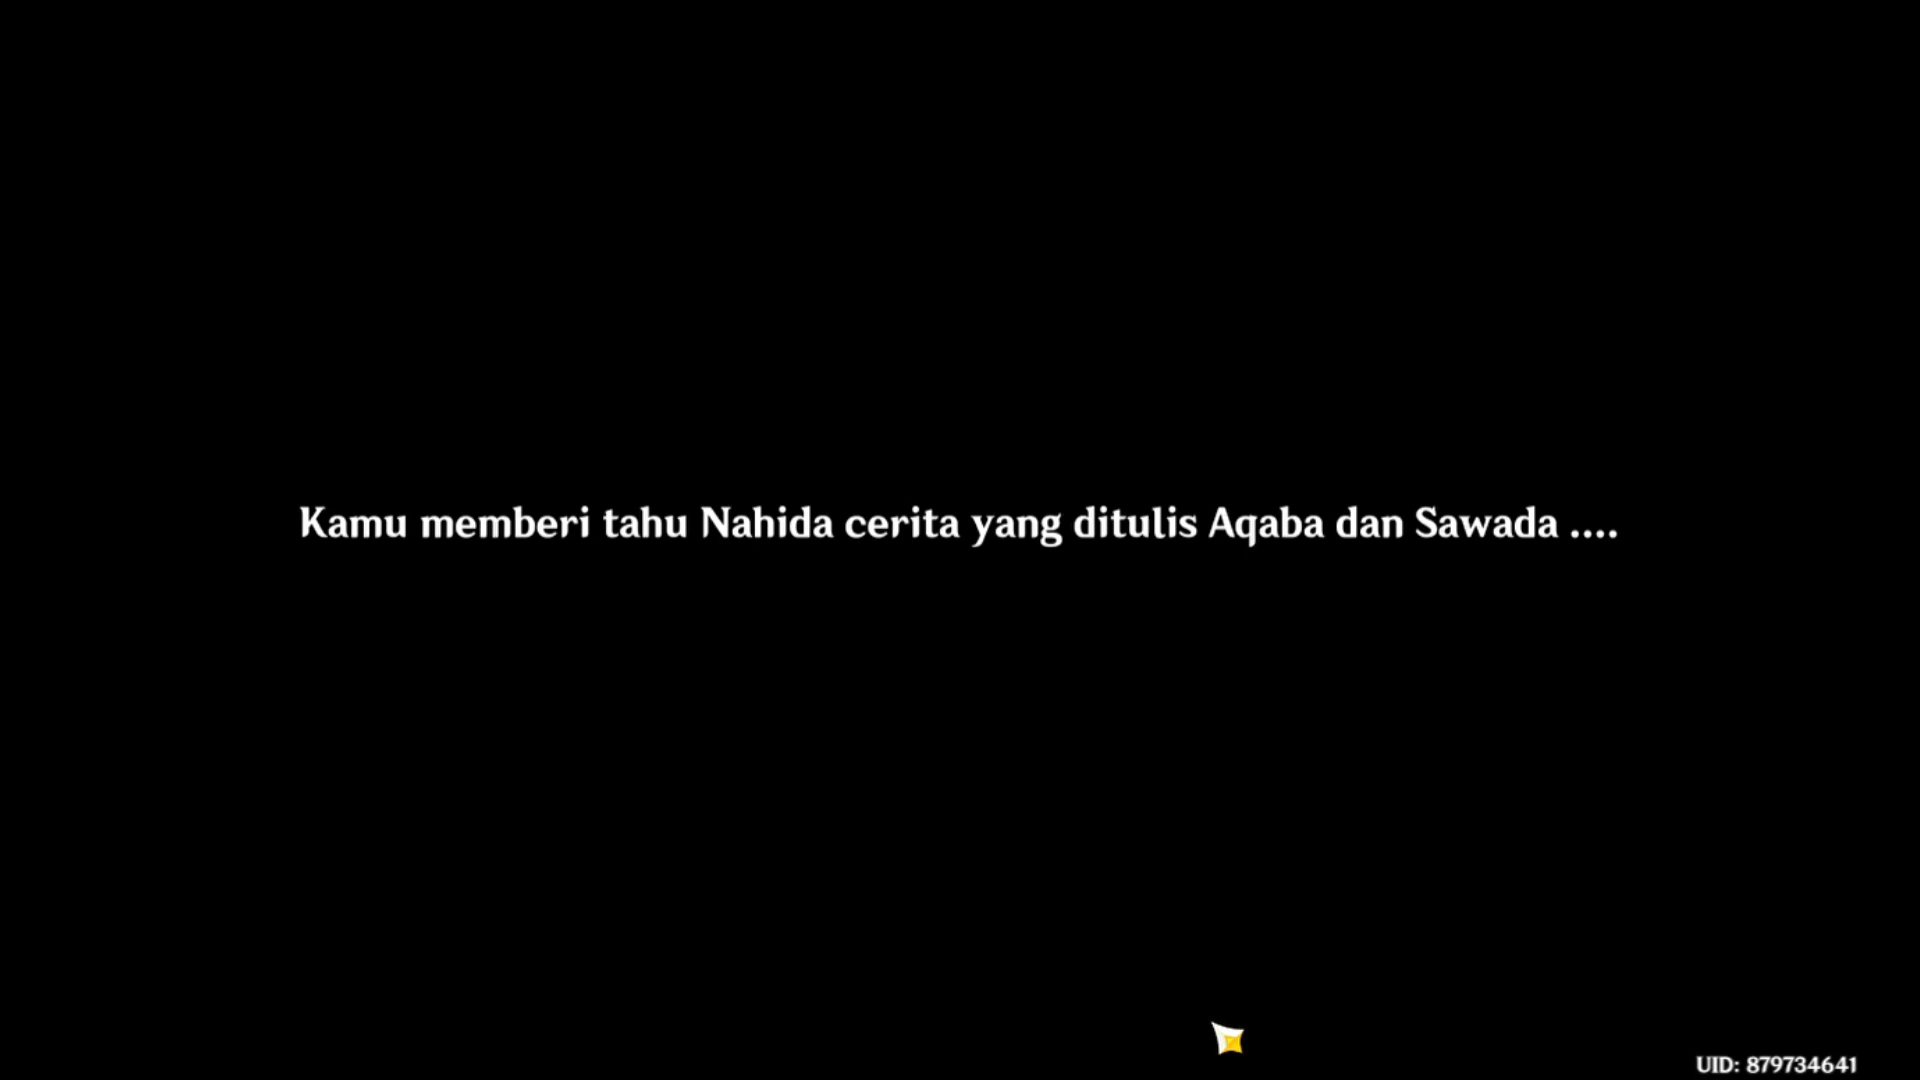 Kamu memberi tahu Nahida cerita yang ditulis Aqaba dan Sawada ....
UID: 879734641